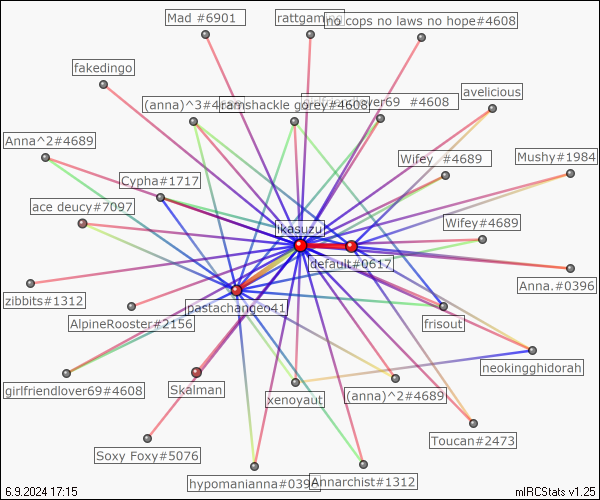 Mad #6901
rattgaming
no cops no laws no hope#4608
fakedingo
avelicious
(anna)^3#4
ramshackle gorey#4608
over69 #4608
Anna^2#4689
Wifey #4689
Mushy#1984
Cypha#1717
ace deucy#7097
Wifey#4689
ikasuzu
default#0617
Anna.#0396
zibbits#1312
pastachangeo41
AlpineRooster#2156
frisout
neokingghidorah
girlfriendlover69#4608
Skalman
xenoyaut
(anna)^2#4689
Toucan#2473
Soxy Foxy#5076
hypomanianna#0396
Annarchist#1312
6.9.2024 17:15
mIRCStats v1.25